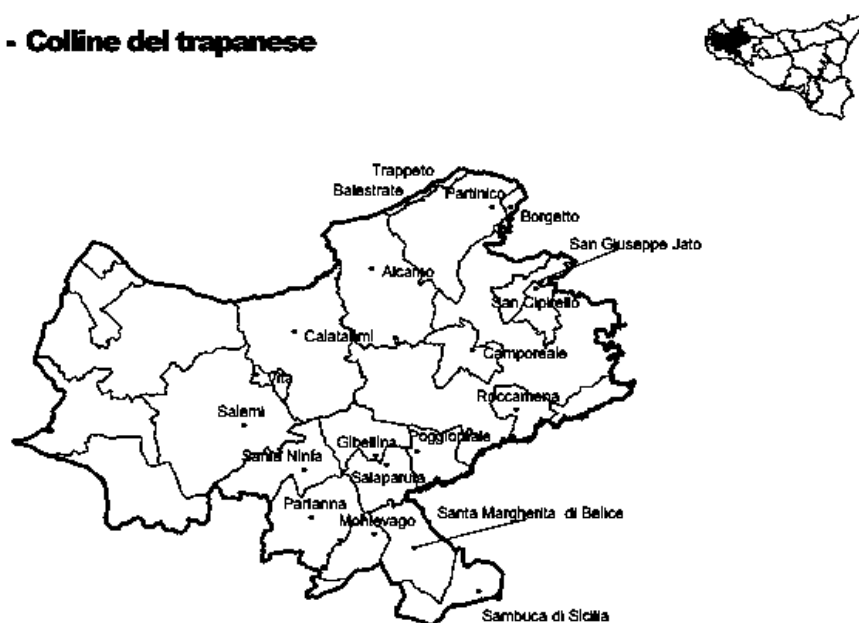 - Colline del trapanese
Trappeto
Balestrate
Partinico
Borgetto
San Giuseppe Jato
Alcamo
San Cipirello
Calatafimi
Camporeale
Vita
Roccamena
Salemi
Gibellina
Poggioreale
Santa Ninfa
Salaparuta
Partanna
Montevago
Santa Margherita di Belice
Sambuca di Sicilia